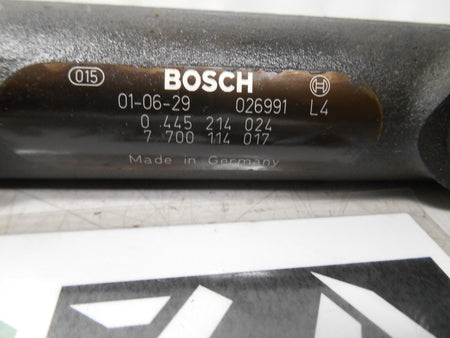 015 BOSCH
01-06-29 026991 L4
0 445 214 024
7 700 114 017
Made in Germany